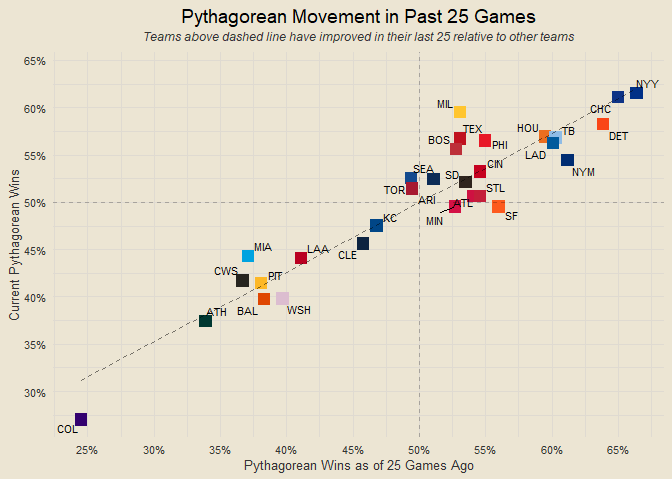 Pythagorean Movement in Past 25 Games
Teams above dashed line have improved in their last 25 relative to other teams
65%
NYY
60%
MIL
CHC
HOU
TB
DET
TEX
BOS
PHI
55%
LAD
NYM
CIN
SEA
SD
TOR
STL
ARI
ATL
50%
MIN
SF
KC
45%
MIA
LAA
CLE
CWS
PIT
40%
ATH
BAL
WSH
35%
30%
COL
25%
30%
35%
40%
45%
50%
55%
60%
65%
Pythagorean Wins as of 25 Games Ago
Current Pythagorean Wins